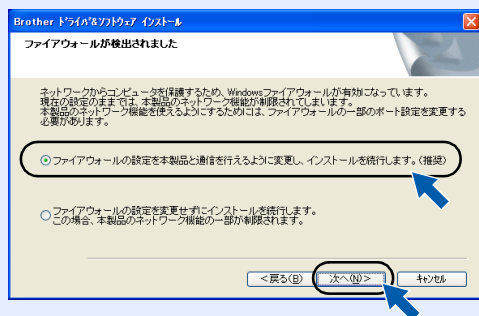 Brother ﾄﾞﾗｲﾊﾞ&ｿﾌﾄｳｪｱ ｲﾝｽﾄｰﾙ
ファイアウォールが検出されました
ネットワークからコンピュータを保護するため、Windowsファイアウォールが有効になっています。
現在の設定のままでは、本製品のネットワーク機能が制限されてしまいます。
本製品のネットワーク機能を使えるようにするためには、ファイアウォールの一部のポート設定を変更する
必要があります。
ファイアウォールの設定を本製品と通信を行えるように変更し、インストールを続行します。(推奨)
ファイアウォールの設定を変更せずにインストールを続行します。
この場合、本製品のネットワーク機能の一部が制限されます。
<戻る(B) 次へ(N)> ｷｬﾝｾﾙ